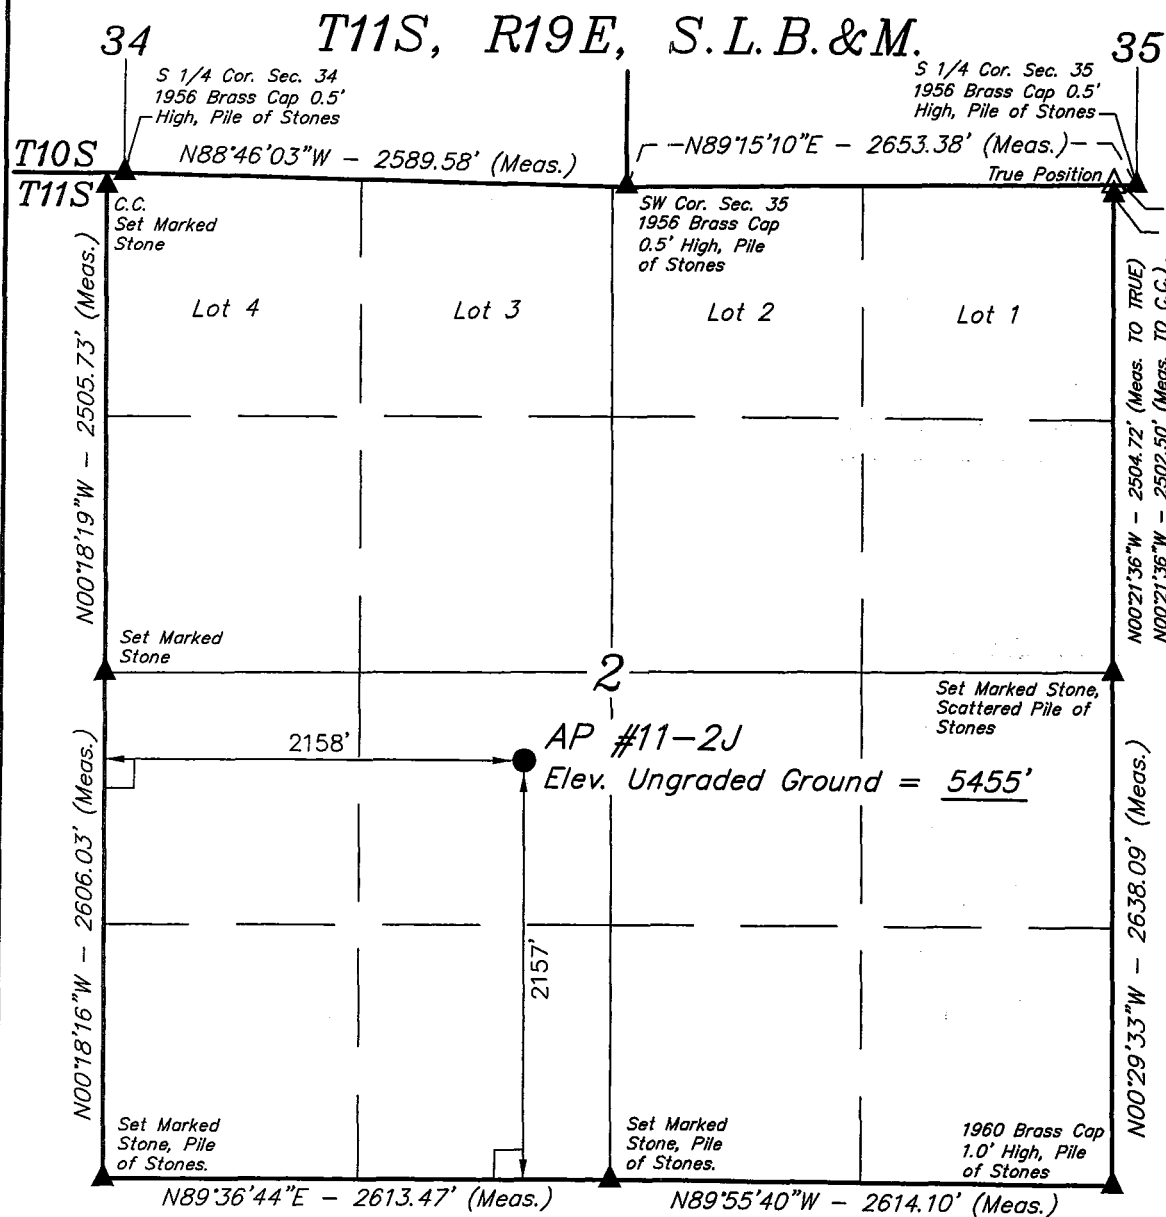 T11S, R19E, S.L.B.&M.
34
35
S 1/4 Cor. Sec. 34
1956 Brass Cap 0.5'
High, Pile of Stones
S 1/4 Cor. Sec. 35
1956 Brass Cap 0.5'
High, Pile of Stones
T10S
T11S
N88°46'03"W - 2589.58' (Meas.)
N89°15'10"E - 2653.38' (Meas.)
True Position
C.C.
Set Marked
Stone
SW Cor. Sec. 35
1956 Brass Cap
0.5' High, Pile
of Stones
Lot 4
Lot 3
Lot 2
Lot 1
N00°18'19"W - 2505.73' (Meas.)
N00°21'36"W - 2504.72' (Meas. TO TRUE)
N00°21'36"W - 2502.50' (Meas. TO C.C.)
Set Marked
Stone
2
Set Marked Stone,
Scattered Pile of
Stones
2158'
AP #11-2J
Elev. Ungraded Ground = 5455'
N00°18'16"W - 2606.03' (Meas.)
2157'
N00°29'33"W - 2638.09' (Meas.)
Set Marked
Stone, Pile
of Stones.
Set Marked
Stone, Pile
of Stones.
1960 Brass Cap
1.0' High, Pile
of Stones
N89°36'44"E - 2613.47' (Meas.)
N89°55'40"W - 2614.10' (Meas.)